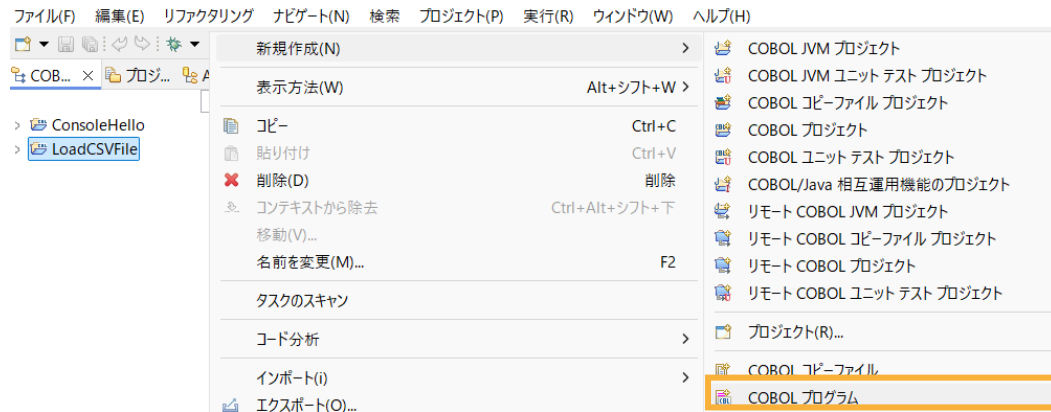 ファイル(F) 編集(E) リファクタリング ナビゲート(N) 検索 プロジェクト(P) 実行(R) ウィンドウ(W) ヘルプ(H)
COB... プロジ... A
ConsoleHello
LoadCSVFile
新規作成(N)
表示方法(W) Alt+シフト+W
コピー Ctrl+C
貼り付け Ctrl+V
削除(D) 削除
コンテキストから除去 Ctrl+Alt+シフト+下
移動(V)...
名前を変更(M)... F2
タスクのスキャン
コード分析
インポート(i)
エクスポート(O)...
COBOL JVM プロジェクト
COBOL JVM ユニット テスト プロジェクト
COBOL コピーファイル プロジェクト
COBOL プロジェクト
COBOL ユニット テスト プロジェクト
COBOL/Java 相互運用機能のプロジェクト
リモート COBOL JVM プロジェクト
リモート COBOL コピーファイル プロジェクト
リモート COBOL プロジェクト
リモート COBOL ユニット テスト プロジェクト
プロジェクト(R)...
COBOL コピーファイル
COBOL プログラム